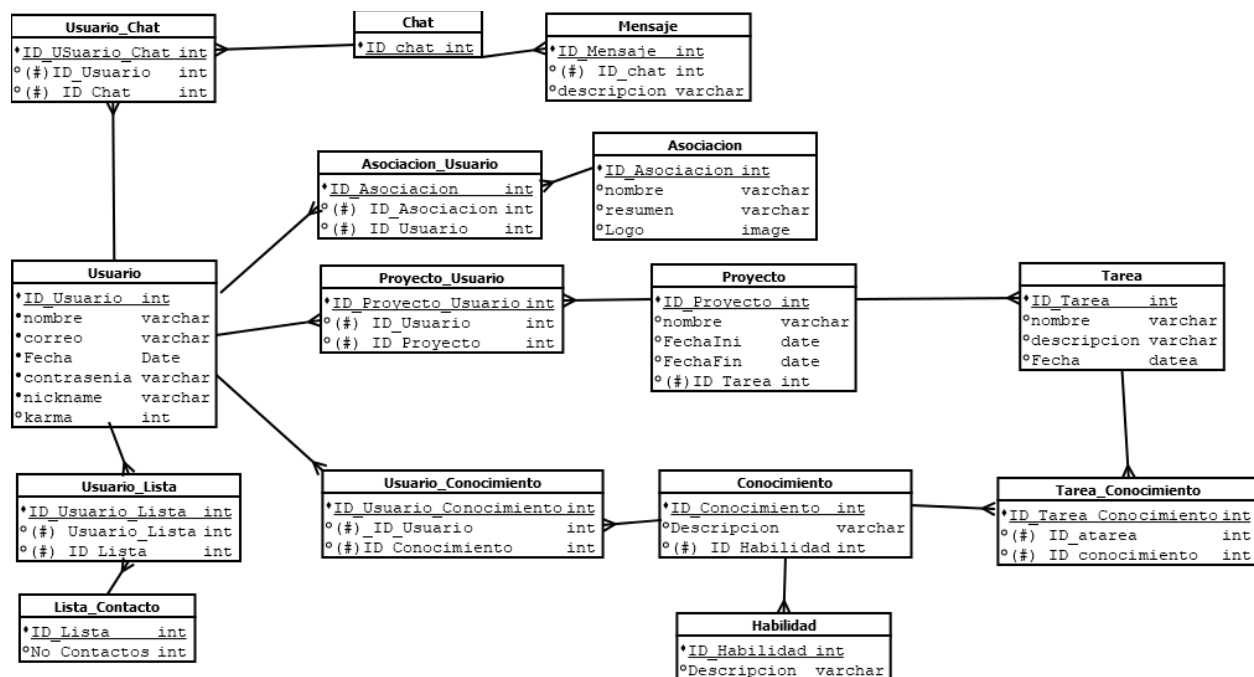 Usuario_Chat
ID_USuario_Chat int
(#)ID_Usuario int
(#) ID_Chat int
Chat
ID_chat int
Mensaje
ID_Mensaje int
(#) ID_chat int
descripcion varchar
Asociacion_Usuario
ID_Asociacion int
(#) ID_Asociacion int
(#) ID_Usuario int
Asociacion
ID_Asociacion int
nombre varchar
resumen varchar
Logo image
Usuario
ID_Usuario int
nombre varchar
correo varchar
Fecha Date
contrasenia varchar
nickname varchar
karma int
Proyecto_Usuario
ID_Proyecto_Usuario int
(#) ID_Usuario int
(#) ID_Proyecto int
Proyecto
ID_Proyecto int
nombre varchar
FechaIni date
FechaFin date
(#)ID_Tarea int
Tarea
ID_Tarea int
nombre varchar
descripcion varchar
Fecha datea
Usuario_Lista
ID_Usuario_Lista int
(#) Usuario_Lista int
(#) ID_Lista int
Usuario_Conocimiento
ID_Usuario_Conocimiento int
(#)_ID_Usuario int
(#)ID_Conocimiento int
Conocimiento
ID_Conocimiento int
Descripcion varchar
(#) ID_Habilidad int
Tarea_Conocimiento
ID_Tarea_Conocimiento int
(#) ID_atarea int
(#) ID_conocimiento int
Lista_Contacto
ID_Lista int
No_Contactos int
Habilidad
ID_Habilidad int
Descripcion varchar